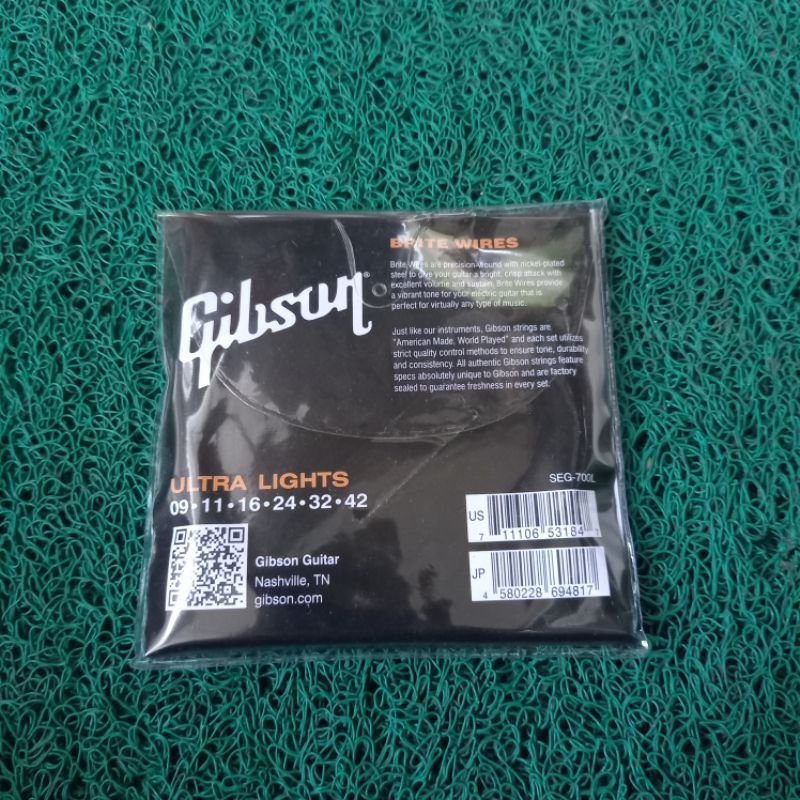 Gibson®
BRITE WIRES
Brite Wires are precision-wound with nickel-plated
steel to give your guitar a bright, crisp attack with
excellent volume and sustain. Brite Wires provide
a vibrant tone for your electric guitar that is
perfect for virtually any type of music.
Just like our instruments, Gibson strings are
"American Made, World Played" and each set utilizes
strict quality control methods to ensure tone, durability
and consistency. All authentic Gibson strings feature
specs absolutely unique to Gibson and are factory
sealed to guarantee freshness in every set.
ULTRA LIGHTS
09•11•16•24•32•42
SEG-700L
US
7 11106 53184
JP
4 580228 694817
Gibson Guitar
Nashville, TN
gibson.com